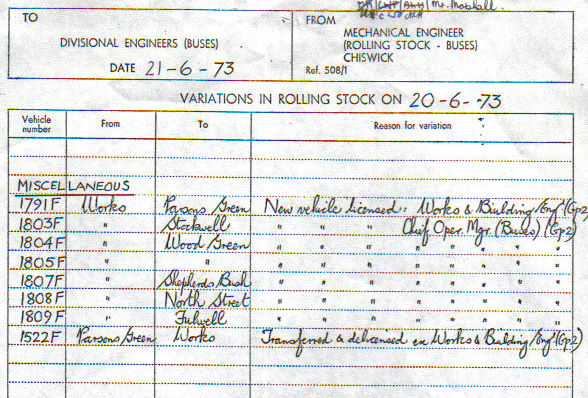 Mr. Mostall
TO
DIVISIONAL ENGINEERS (BUSES)
DATE 21-6-73
FROM
MECHANICAL ENGINEER
(ROLLING STOCK - BUSES)
CHISWICK
Ref. 508/1
VARIATIONS IN ROLLING STOCK ON 20-6-73
Vehicle number From To Reason for variation
MISCELLANEOUS
1791F Works Parsons Green New vehicle licensed. Works & Building/Eng'(Gp2)
1803F " Stockwell " " " Chief Oper. Mgr. (Buses) (Gp2)
1804F " Wood Green " " " " " " " "
1805F " " " " " " " " " "
1807F " Shepherds Bush " " " " " " " "
1808F " North Street " " " " " " " "
1809F " Fulwell " " " " " " " "
1522F Parsons Green Works Transferred & delicensed ex Works & Building/Eng'(Gp2)